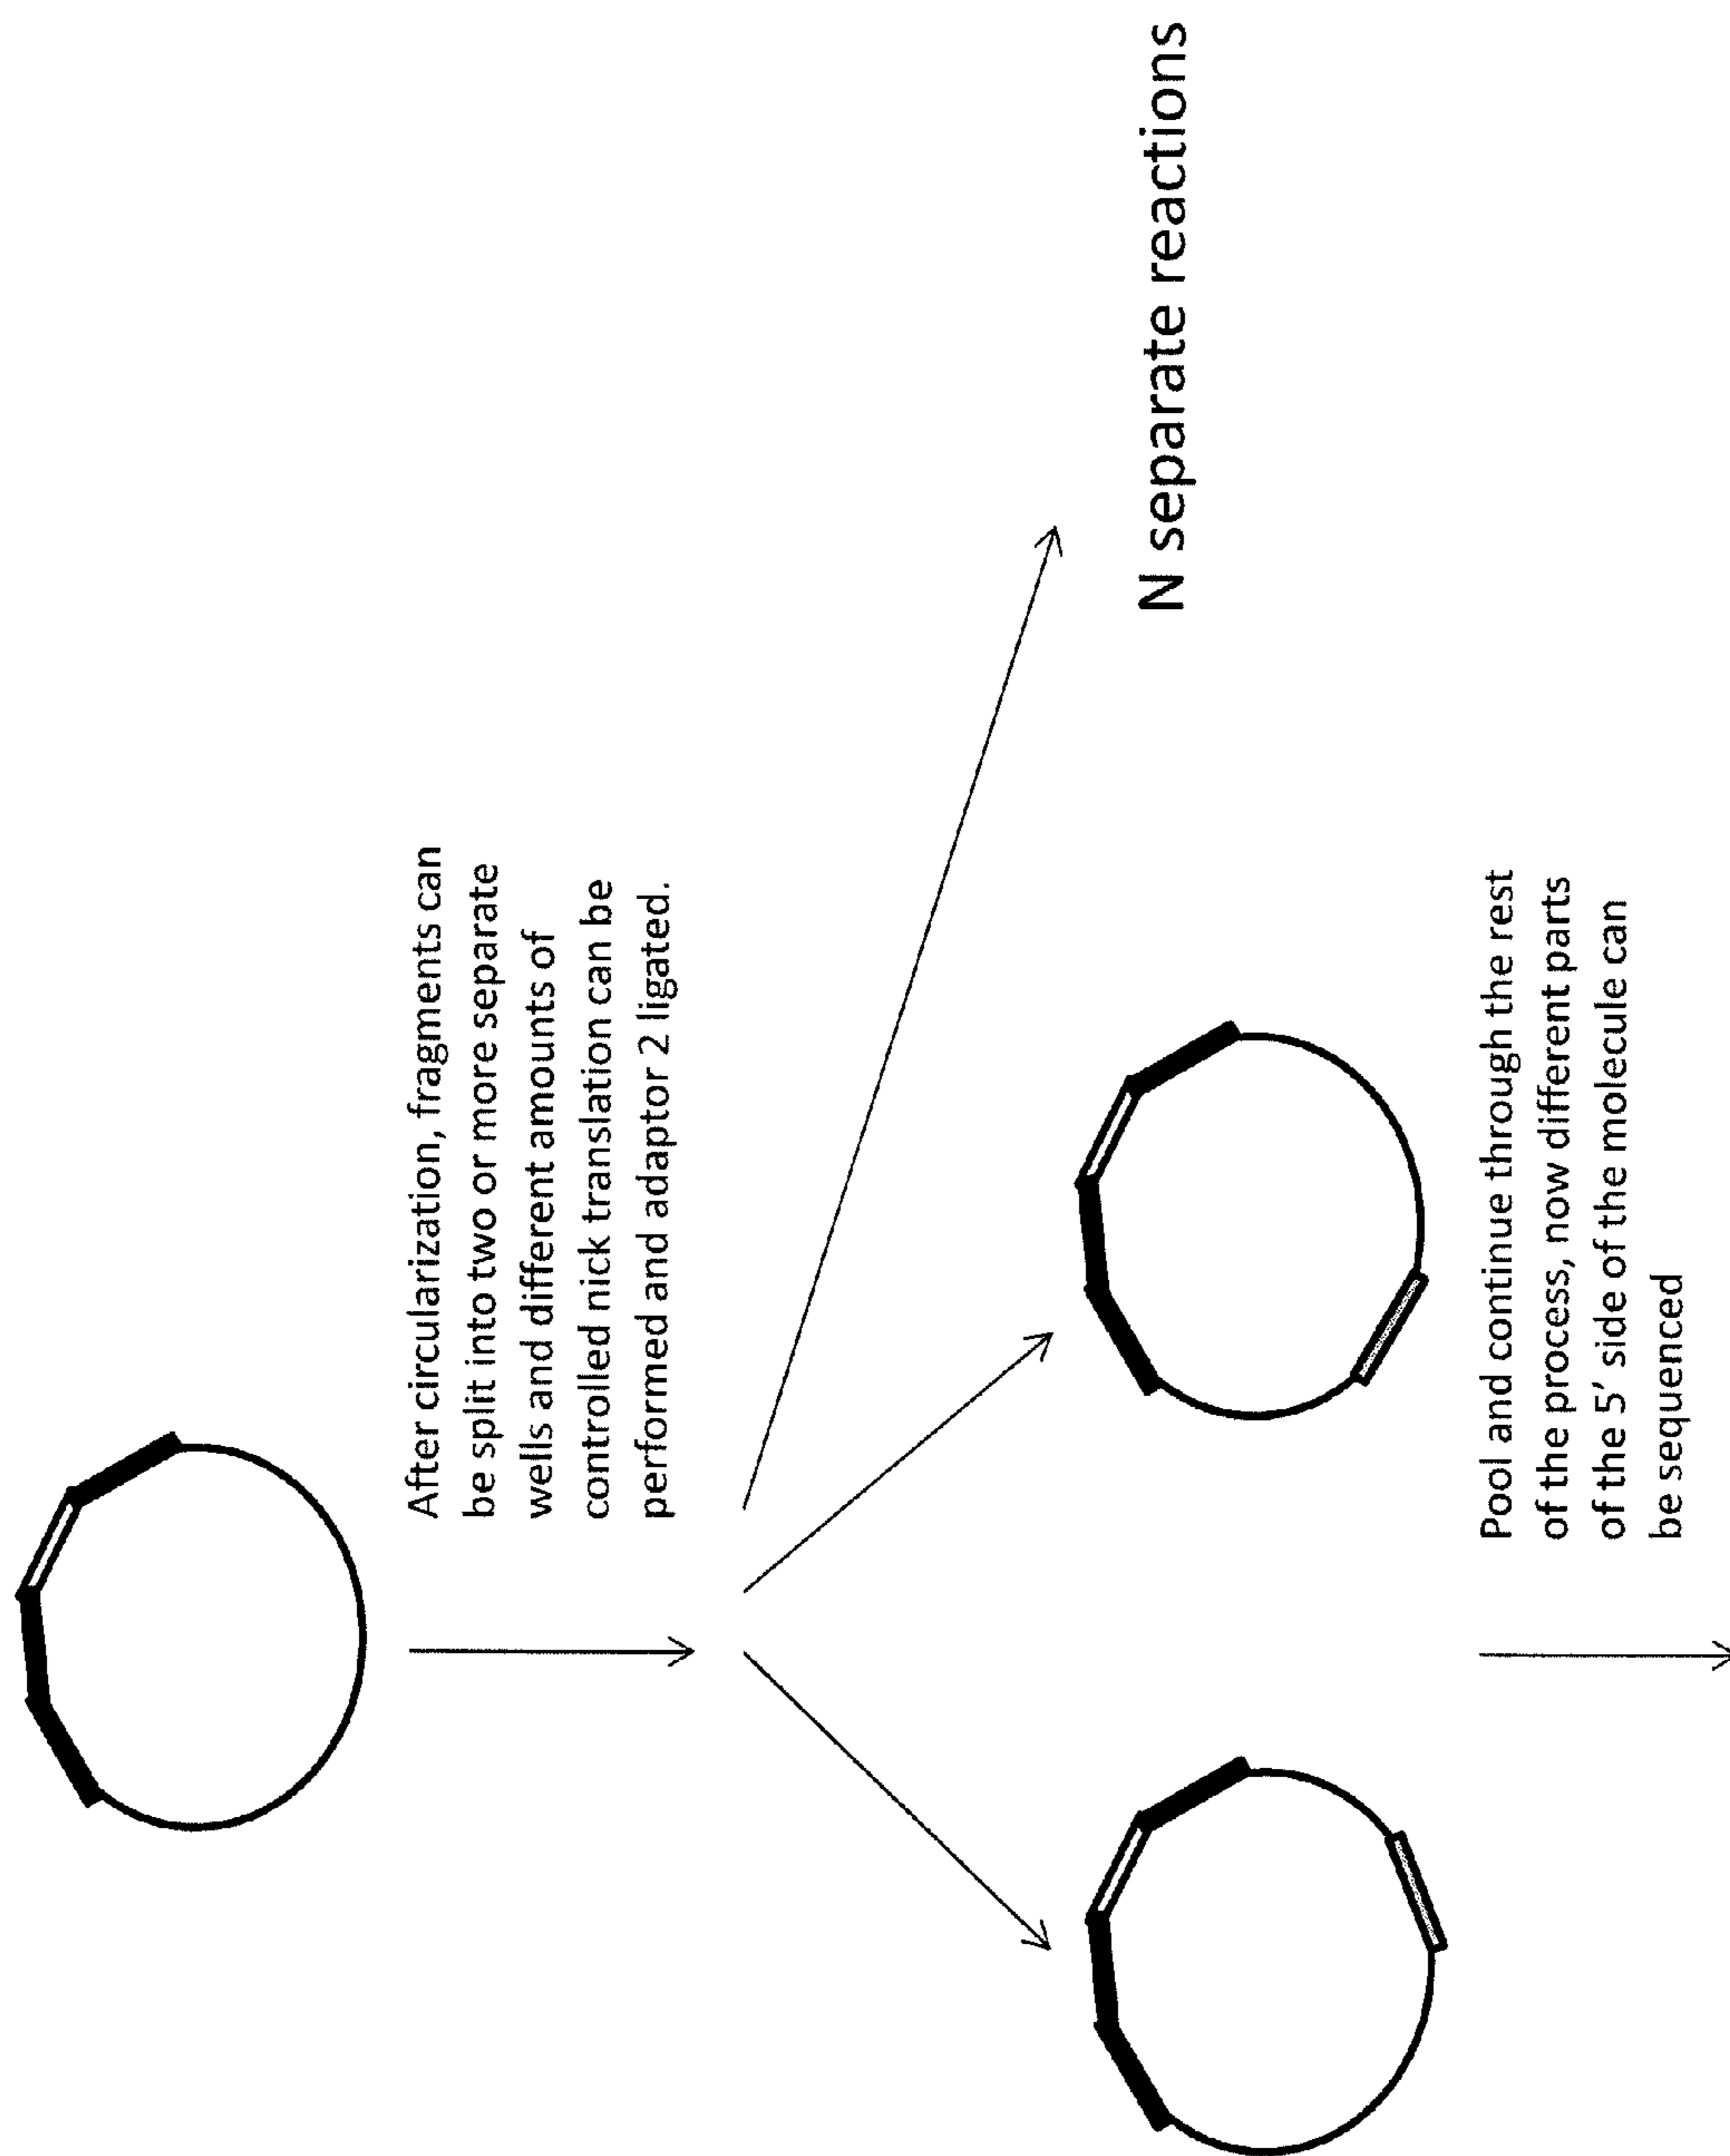 After circularization, fragments can
be split into two or more separate
wells and different amounts of
controlled nick translation can be
performed and adaptor 2 ligated.
N separate reactions
Pool and continue through the rest
of the process, now different parts
of the 5' side of the molecule can
be sequenced